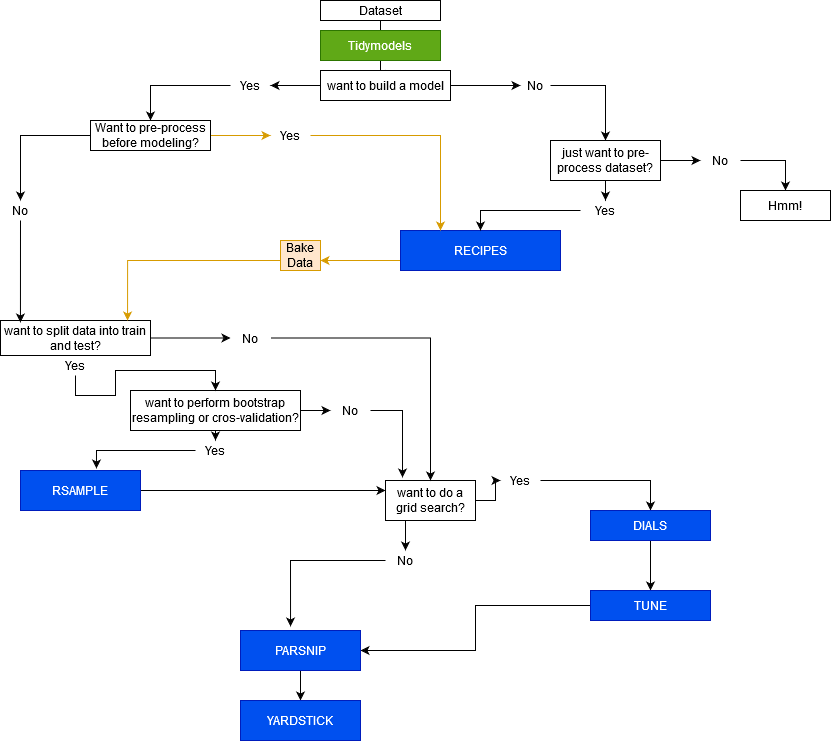 Dataset
Tidymodels
want to build a model
Yes
No
Want to pre-process
before modeling?
Yes
just want to pre-
process dataset?
No
No
Yes
Hmm!
RECIPES
Bake
Data
want to split data into train
and test?
No
Yes
want to perform bootstrap
resampling or cros-validation?
No
Yes
RSAMPLE
want to do a
grid search?
Yes
DIALS
No
TUNE
PARSNIP
YARDSTICK